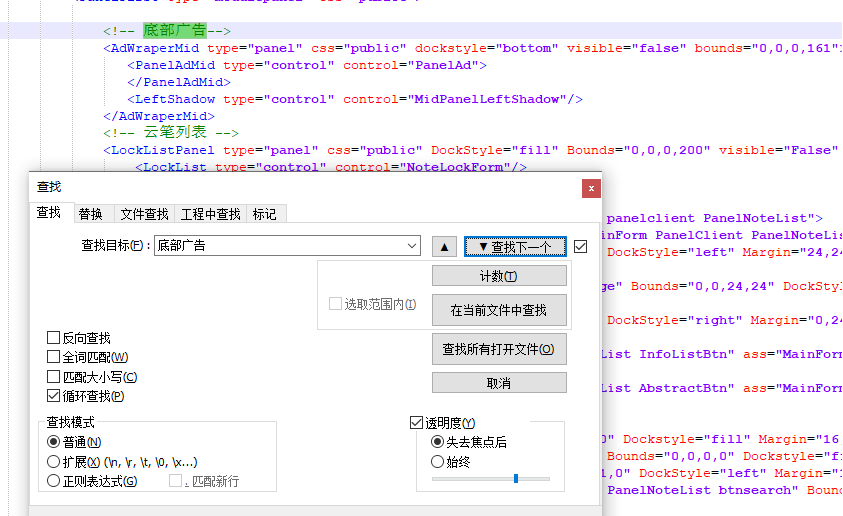 <!-- 底部广告-->
<AdWraperMid type="panel" css="public" dockstyle="bottom" visible="false" bounds="0,0,0,161"
<PanelAdMid type="control" control="PanelAd">
</PanelAdMid>
<LeftShadow type="control" control="MidPanelLeftShadow"/>
</AdWraperMid>
<!-- 云笔列表 -->
<LockListPanel type="panel" css="public" DockStyle="fill" Bounds="0,0,0,200" visible="False"
<LockList type="control" control="NoteLockForm"/>
查找
x
查找 替换 文件查找 工程中查找 标记
panelclient PanelNoteList">
查找目标(F): 底部广告 ▲ ▼ 查找下一个
inForm PanelClient PanelNoteLis
DockStyle="left" Margin="24,24
计数(T)
ge" Bounds="0,0,24,24" DockSty
选取范围内(I)
在当前文件中查找
DockStyle="right" Margin="0,24
反向查找
查找所有打开文件(O)
List InfoListBtn" ass="MainForm
全词匹配(W)
匹配大小写(C)
取消
List AbstractBtn" ass="MainForm
循环查找(P)
查找模式
透明度(Y)
普通(N)
失去焦点后
0" Dockstyle="fill" Margin="16,
Bounds="0,0,0,0" Dockstyle="fi
扩展(X) (\n, \r, \t, \0, \x...)
始终
1,0" DockStyle="left" Margin="
正则表达式(G)
. 匹配新行
PanelNoteList btnsearch" Bound